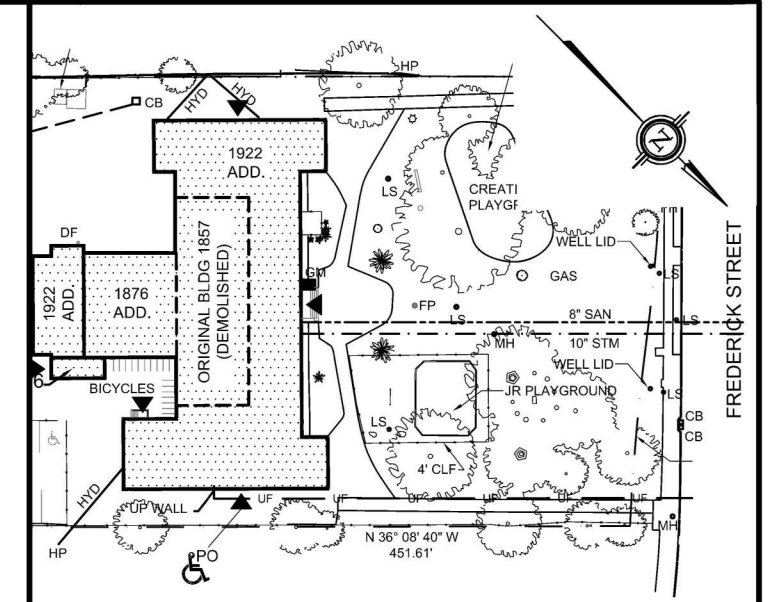 HP
HYD
HYD
CB
1922
ADD.
N
CREATI
PLAYGF
LS
DF
WELL LID
FREDERICK STREET
GM
GAS
LS
1922
ADD.
1876
ADD.
ORIGINAL BLDG 1857
(DEMOLISHED)
FP
LS
8" SAN
LS
10" STM
MH
WELL LID
6
BICYCLES
JR PLAYGROUND
LS
LS
CB
CB
4' CLF
HYD
UP WALL
UF
UF
UF
UF
UF
UF
MH
HP
N 36° 08' 40" W
451.61'
PO